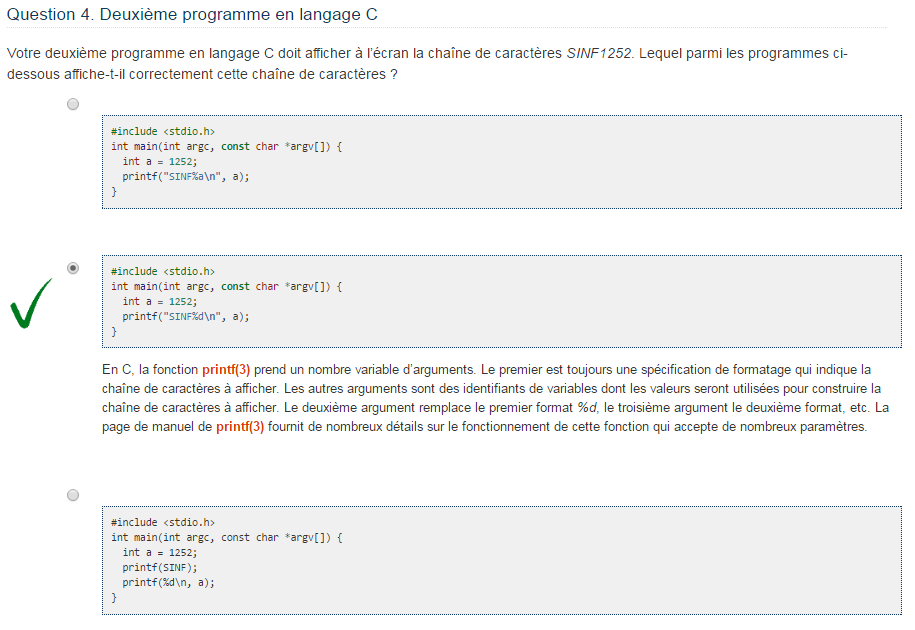 Question 4. Deuxième programme en langage C
Votre deuxième programme en langage C doit afficher à l'écran la chaîne de caractères SINF1252. Lequel parmi les programmes ci-
dessous affiche-t-il correctement cette chaîne de caractères ?
#include <stdio.h>
int main(int argc, const char *argv[]) {
  int a = 1252;
  printf("SINF%a\n", a);
}
#include <stdio.h>
int main(int argc, const char *argv[]) {
  int a = 1252;
  printf("SINF%d\n", a);
}
En C, la fonction printf(3) prend un nombre variable d'arguments. Le premier est toujours une spécification de formatage qui indique la
chaîne de caractères à afficher. Les autres arguments sont des identifiants de variables dont les valeurs seront utilisées pour construire la
chaîne de caractères à afficher. Le deuxième argument remplace le premier format %d, le troisième argument le deuxième format, etc. La
page de manuel de printf(3) fournit de nombreux détails sur le fonctionnement de cette fonction qui accepte de nombreux paramètres.
#include <stdio.h>
int main(int argc, const char *argv[]) {
  int a = 1252;
  printf(SINF);
  printf(%d\n, a);
}